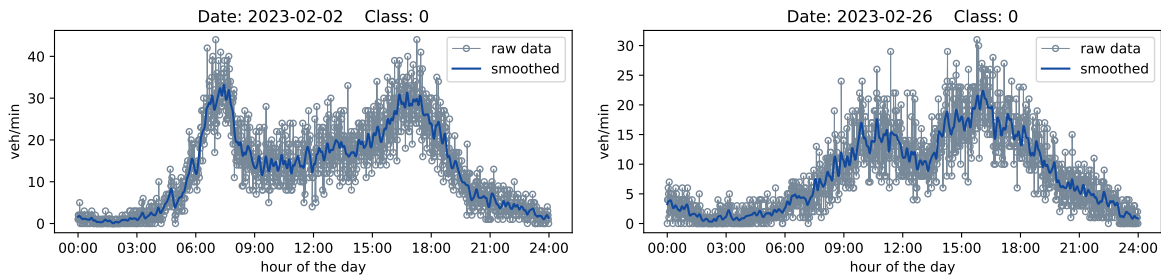 Date: 2023-02-02    Class: 0
veh/min
40
30
20
10
0
raw data
smoothed
00:00 03:00 06:00 09:00 12:00 15:00 18:00 21:00 24:00
hour of the day
Date: 2023-02-26    Class: 0
veh/min
30
25
20
15
10
5
0
raw data
smoothed
00:00 03:00 06:00 09:00 12:00 15:00 18:00 21:00 24:00
hour of the day